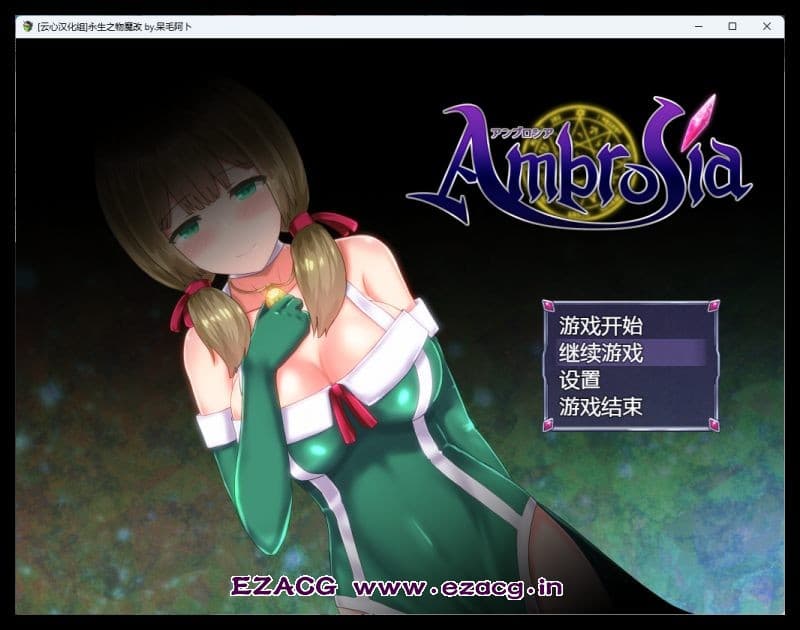 [云心汉化组]永生之物魔改 by.呆毛阿卜
アンブロシア
Ambrosia
游戏开始
继续游戏
设置
游戏结束
EZACG www.ezacg.in